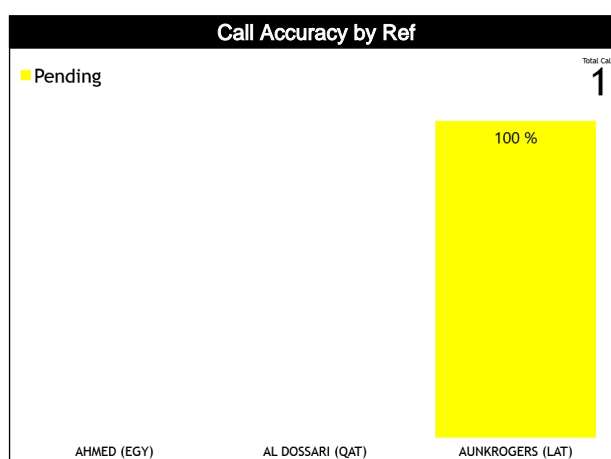 Call Accuracy by Ref
Pending
Total Cal
1
100 %
AHMED (EGY) AL DOSSARI (QAT) AUNKROGERS (LAT)